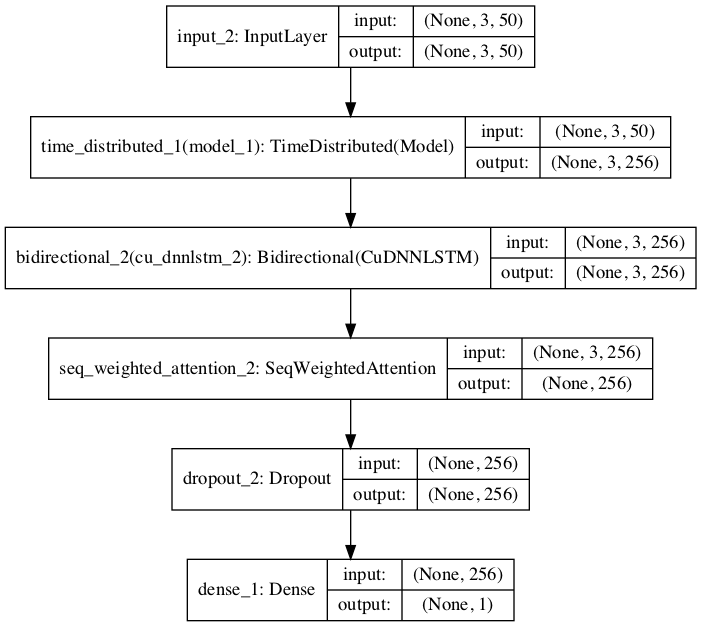 input_2: InputLayer
input: (None, 3, 50)
output: (None, 3, 50)
time_distributed_1(model_1): TimeDistributed(Model)
input: (None, 3, 50)
output: (None, 3, 256)
bidirectional_2(cu_dnnlstm_2): Bidirectional(CuDNNLSTM)
input: (None, 3, 256)
output: (None, 3, 256)
seq_weighted_attention_2: SeqWeightedAttention
input: (None, 3, 256)
output: (None, 256)
dropout_2: Dropout
input: (None, 256)
output: (None, 256)
dense_1: Dense
input: (None, 256)
output: (None, 1)